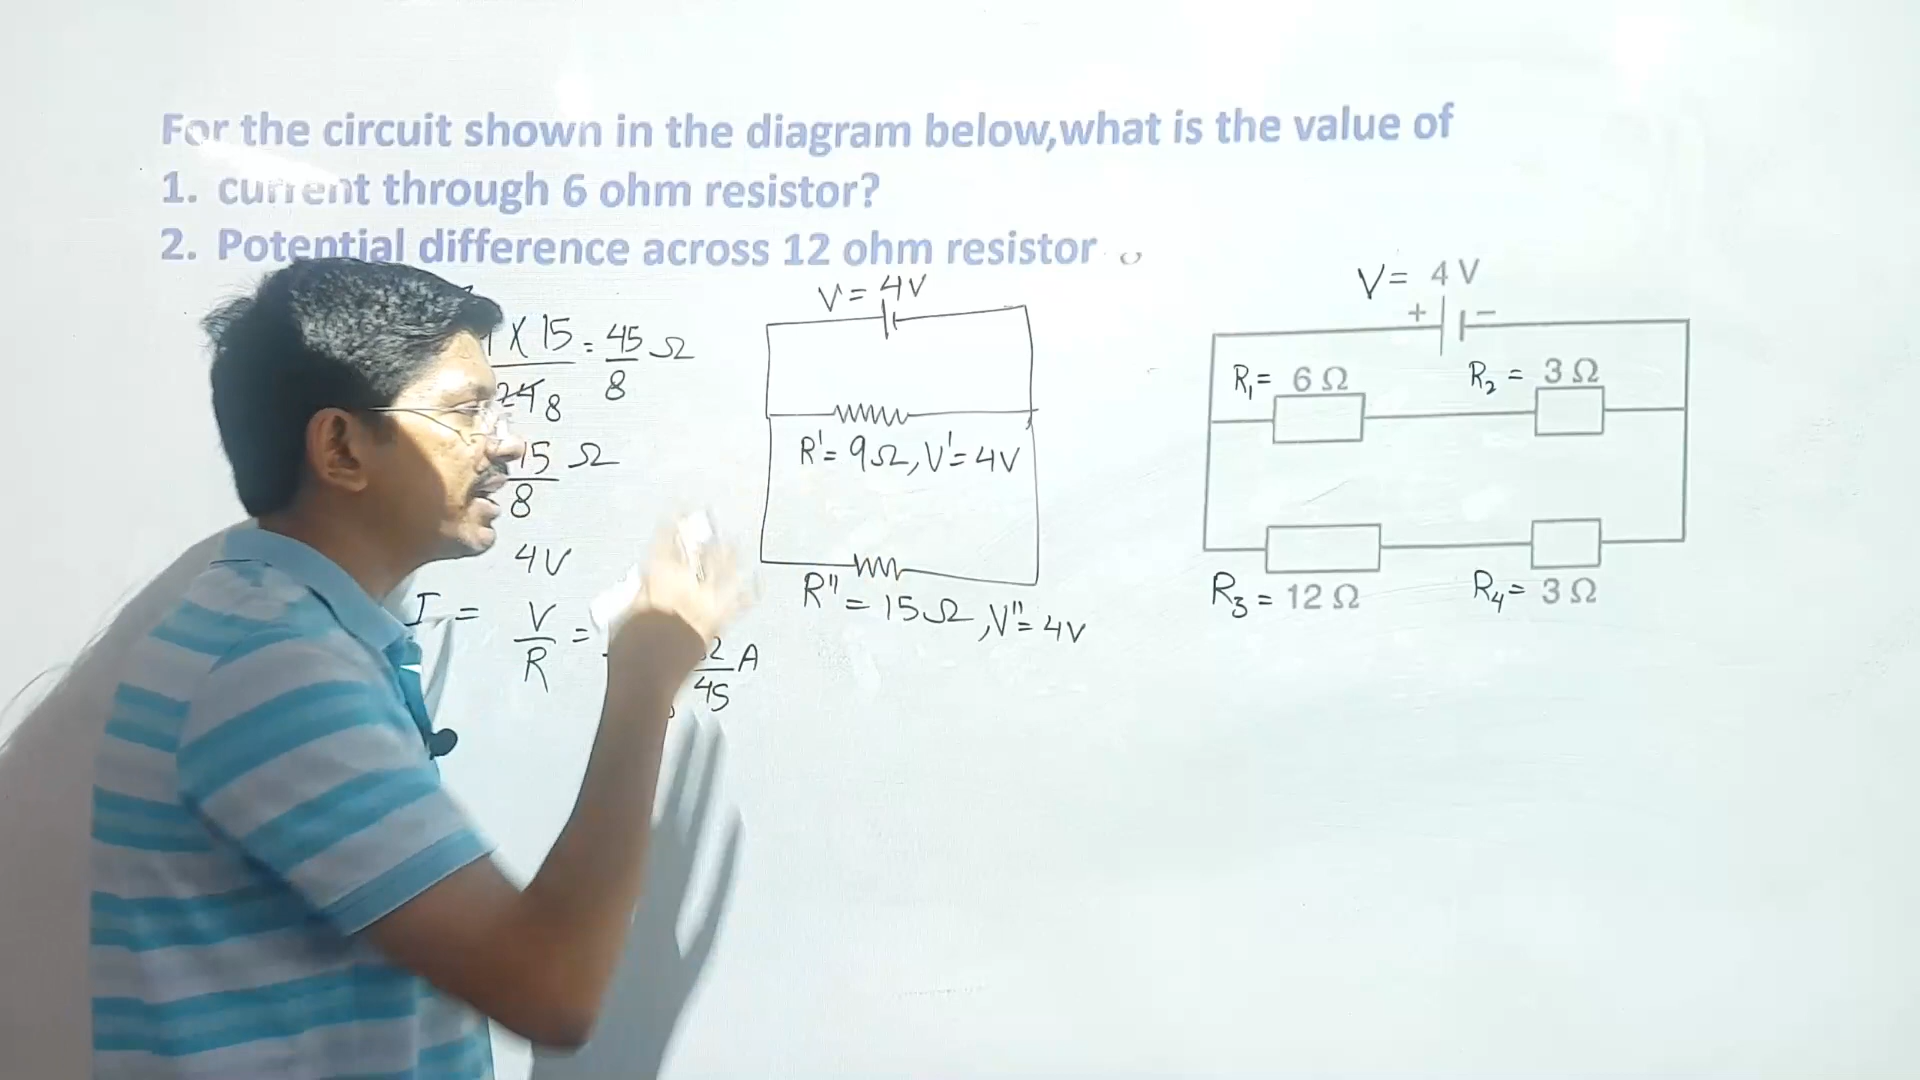 For the circuit shown in the diagram below,what is the value of
1. current through 6 ohm resistor?
2. Potential difference across 12 ohm resistor
X 15 = 45 Ω
24 8 8
15 Ω
8
4V
I = V =
R
2 A
45
V = 4V
R' = 9Ω, V' = 4V
R" = 15Ω, V" = 4V
V = 4 V
+ −
R₁ = 6 Ω R₂ = 3 Ω
R₃ = 12 Ω R₄ = 3 Ω